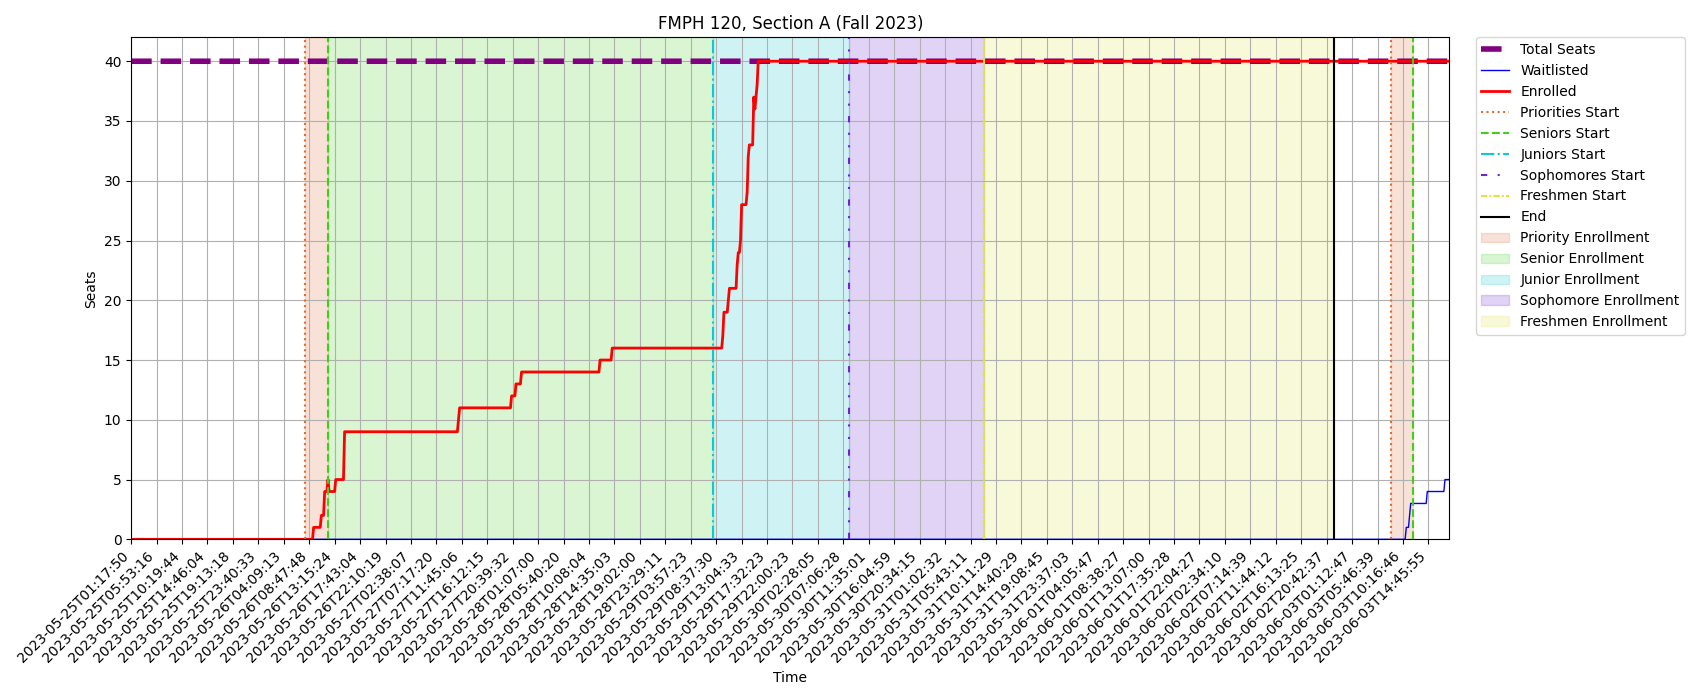 FMPH 120, Section A (Fall 2023)
Seats
40
35
30
25
20
15
10
5
0
2023-05-25T01:17:50
2023-05-25T05:53:16
2023-05-25T10:19:44
2023-05-25T14:46:04
2023-05-25T19:13:18
2023-05-25T23:40:33
2023-05-26T04:09:13
2023-05-26T08:47:48
2023-05-26T13:15:24
2023-05-26T17:43:04
2023-05-26T22:10:19
2023-05-27T02:38:07
2023-05-27T07:17:20
2023-05-27T11:45:06
2023-05-27T16:12:15
2023-05-27T20:39:32
2023-05-28T01:07:00
2023-05-28T05:40:20
2023-05-28T10:08:04
2023-05-28T14:35:03
2023-05-28T19:02:00
2023-05-28T23:29:11
2023-05-29T03:57:23
2023-05-29T08:37:30
2023-05-29T13:04:33
2023-05-29T17:32:23
2023-05-29T22:00:23
2023-05-30T02:28:05
2023-05-30T07:06:28
2023-05-30T11:35:01
2023-05-30T16:04:59
2023-05-30T20:34:15
2023-05-31T01:02:32
2023-05-31T05:43:11
2023-05-31T10:11:29
2023-05-31T14:40:29
2023-05-31T19:08:45
2023-05-31T23:37:03
2023-06-01T04:05:47
2023-06-01T08:38:27
2023-06-01T13:07:00
2023-06-01T17:35:28
2023-06-01T22:04:27
2023-06-02T02:34:10
2023-06-02T07:14:39
2023-06-02T11:44:12
2023-06-02T16:13:25
2023-06-02T20:42:37
2023-06-03T01:12:47
2023-06-03T05:46:39
2023-06-03T10:16:46
2023-06-03T14:45:55
Time
Total Seats
Waitlisted
Enrolled
Priorities Start
Seniors Start
Juniors Start
Sophomores Start
Freshmen Start
End
Priority Enrollment
Senior Enrollment
Junior Enrollment
Sophomore Enrollment
Freshmen Enrollment